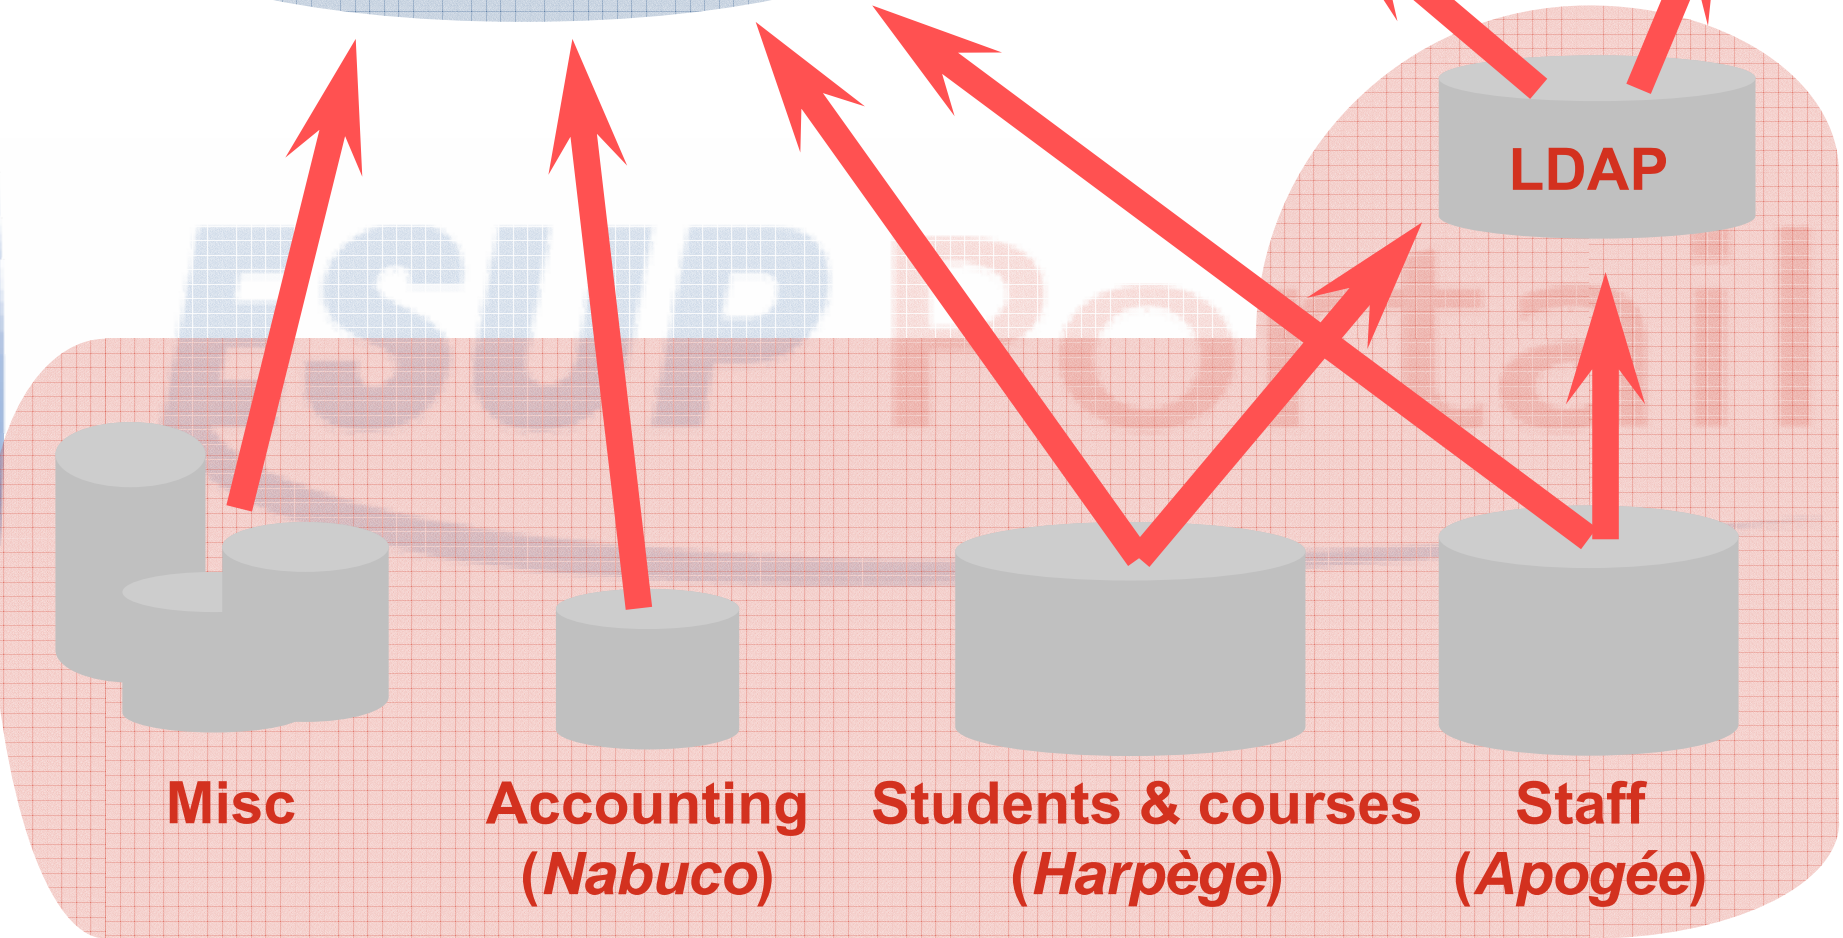 LDAP
ESUP Portail
Misc
Accounting
(Nabuco)
Students & courses
(Harpège)
Staff
(Apogée)